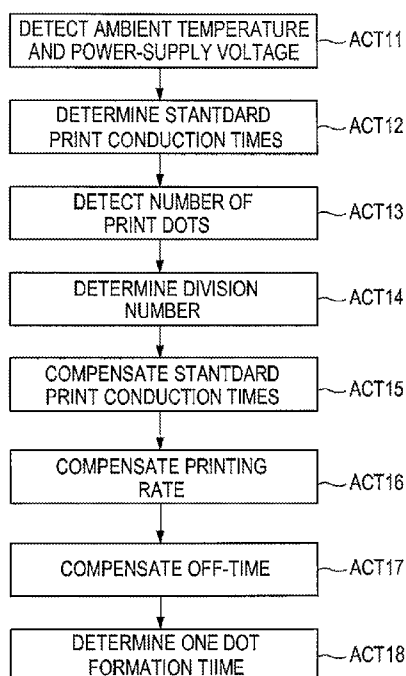 DETECT AMBIENT TEMPERATURE
AND POWER-SUPPLY VOLTAGE
ACT11
DETERMINE STANTDARD
PRINT CONDUCTION TIMES
ACT12
DETECT NUMBER OF
PRINT DOTS
ACT13
DETERMINE DIVISION
NUMBER
ACT14
COMPENSATE STANTDARD
PRINT CONDUCTION TIMES
ACT15
COMPENSATE PRINTING
RATE
ACT16
COMPENSATE OFF-TIME
ACT17
DETERMINE ONE DOT
FORMATION TIIME
ACT18